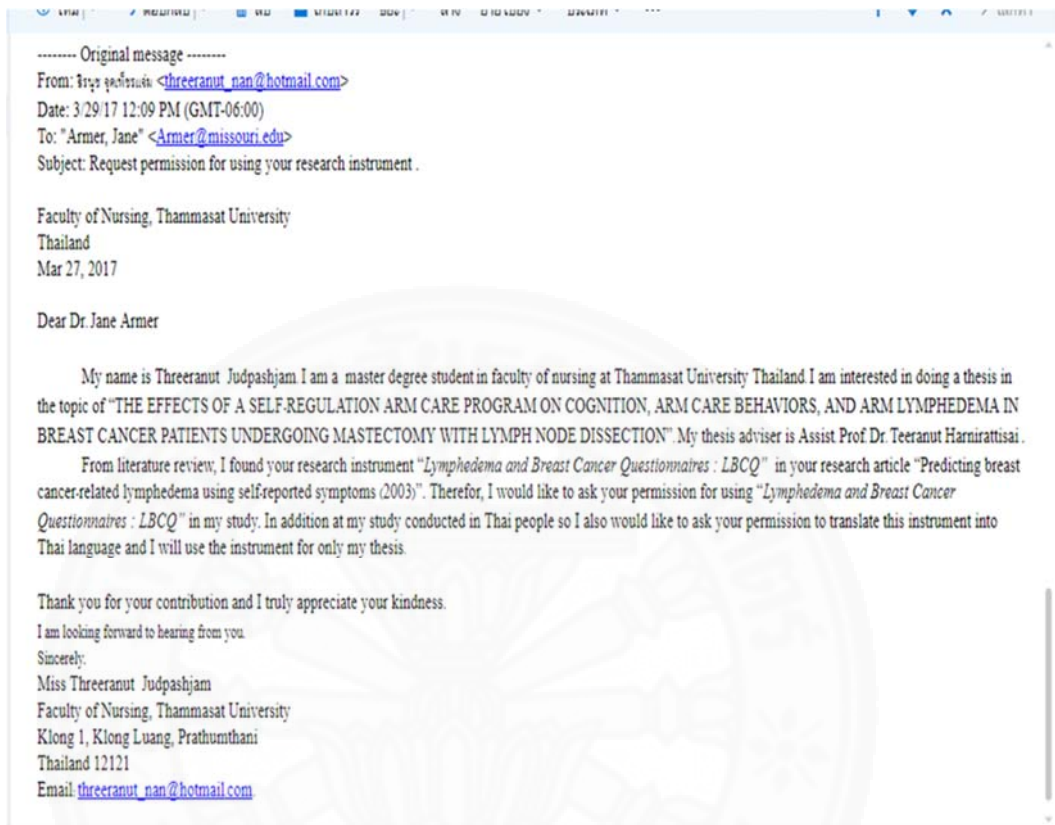 -------- Original message --------
From: <threeranut_nan@hotmail.com>
Date: 3/29/17 12:09 PM (GMT-06:00)
To: "Armer, Jane" <Armer@missouri.edu>
Subject: Request permission for using your research instrument .
Faculty of Nursing, Thammasat University
Thailand
Mar 27, 2017
Dear Dr. Jane Armer
My name is Threeranut Judpashjam. I am a master degree student in faculty of nursing at Thammasat University Thailand. I am interested in doing a thesis in
the topic of "THE EFFECTS OF A SELF-REGULATION ARM CARE PROGRAM ON COGNITION, ARM CARE BEHAVIORS, AND ARM LYMPHEDEMA IN
BREAST CANCER PATIENTS UNDERGOING MASTECTOMY WITH LYMPH NODE DISSECTION". My thesis adviser is Assist. Prof. Dr. Teeranut Harnirattisai .
From literature review, I found your research instrument "Lymphedema and Breast Cancer Questionnaires : LBCQ" in your research article "Predicting breast
cancer-related lymphedema using self-reported symptoms (2003)". Therefor, I would like to ask your permission for using "Lymphedema and Breast Cancer
Questionnaires : LBCQ" in my study. In addition at my study conducted in Thai people so I also would like to ask your permission to translate this instrument into
Thai language and I will use the instrument for only my thesis.
Thank you for your contribution and I truly appreciate your kindness.
I am looking forward to hearing from you.
Sincerely,
Miss Threeranut Judpashjam
Faculty of Nursing, Thammasat University
Klong 1, Klong Luang, Prathumthani
Thailand 12121
Email: threeranut_nan@hotmail.com